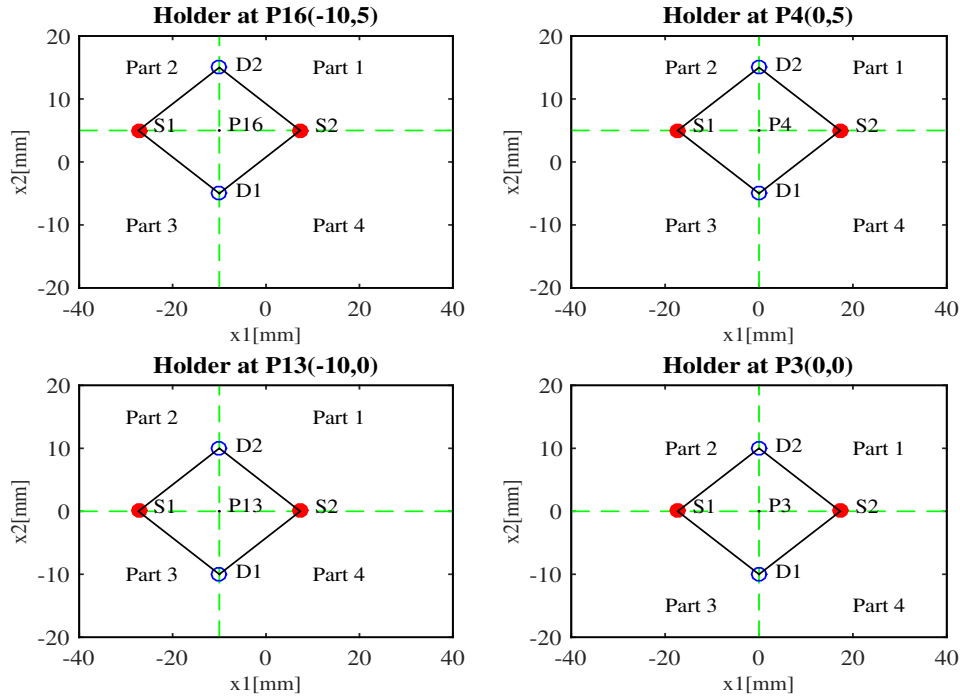 Holder at P16(-10,5)
20
10
0
-10
-20
x2[mm]
Part 2
D2
Part 1
S1
P16
S2
D1
Part 3
Part 4
-40
-20
0
20
40
x1[mm]
Holder at P4(0,5)
20
10
0
-10
-20
x2[mm]
Part 2
D2
Part 1
S1
P4
S2
D1
Part 3
Part 4
-40
-20
0
20
40
x1[mm]
Holder at P13(-10,0)
20
10
0
-10
-20
x2[mm]
Part 2
Part 1
D2
S1
P13
S2
Part 3
D1
Part 4
-40
-20
0
20
40
x1[mm]
Holder at P3(0,0)
20
10
0
-10
-20
x2[mm]
Part 2
D2
Part 1
S1
P3
S2
D1
Part 3
Part 4
-40
-20
0
20
40
x1[mm]